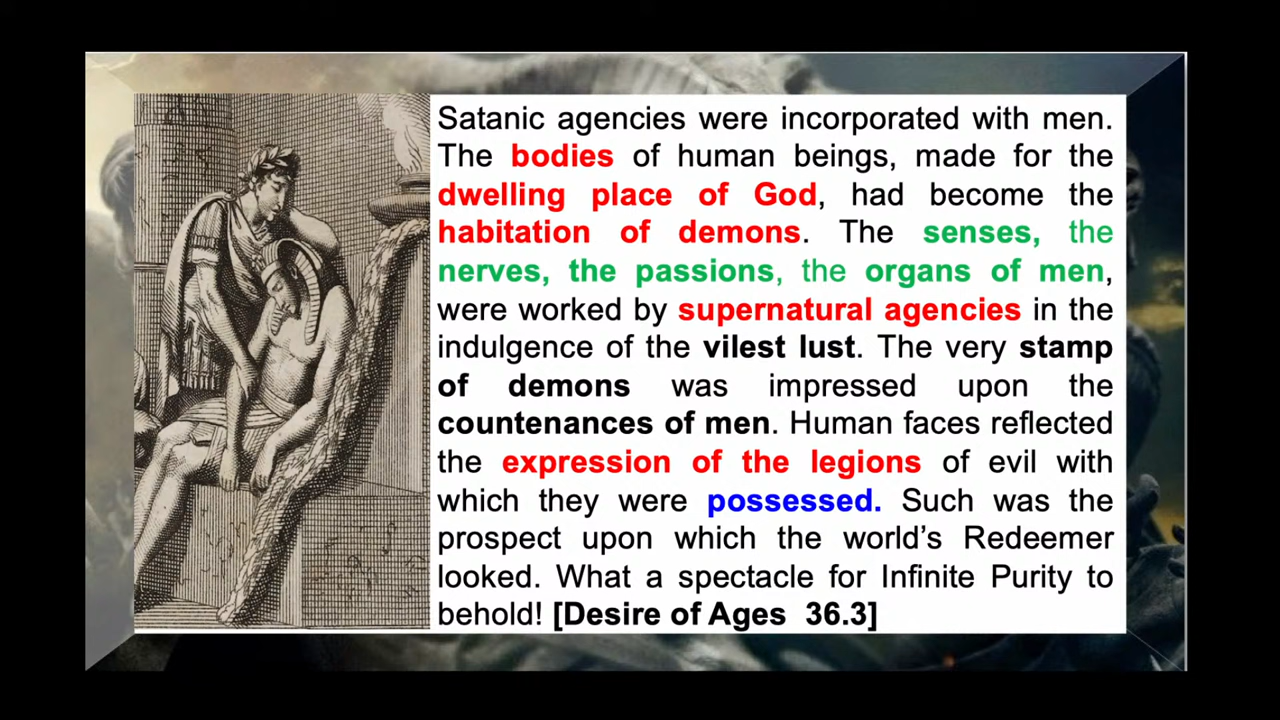 Satanic agencies were incorporated with men.
The bodies of human beings, made for the
dwelling place of God, had become the
habitation of demons. The senses, the
nerves, the passions, the organs of men,
were worked by supernatural agencies in the
indulgence of the vilest lust. The very stamp
of demons was impressed upon the
countenances of men. Human faces reflected
the expression of the legions of evil with
which they were possessed. Such was the
prospect upon which the world’s Redeemer
looked. What a spectacle for Infinite Purity to
behold! [Desire of Ages 36.3]